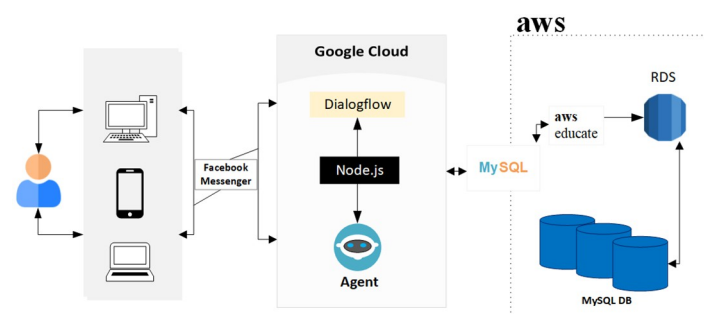 aws
Google Cloud
Dialogflow
Facebook
Messenger
Node.js
Agent
MySQL
aws
educate
RDS
MySQL DB